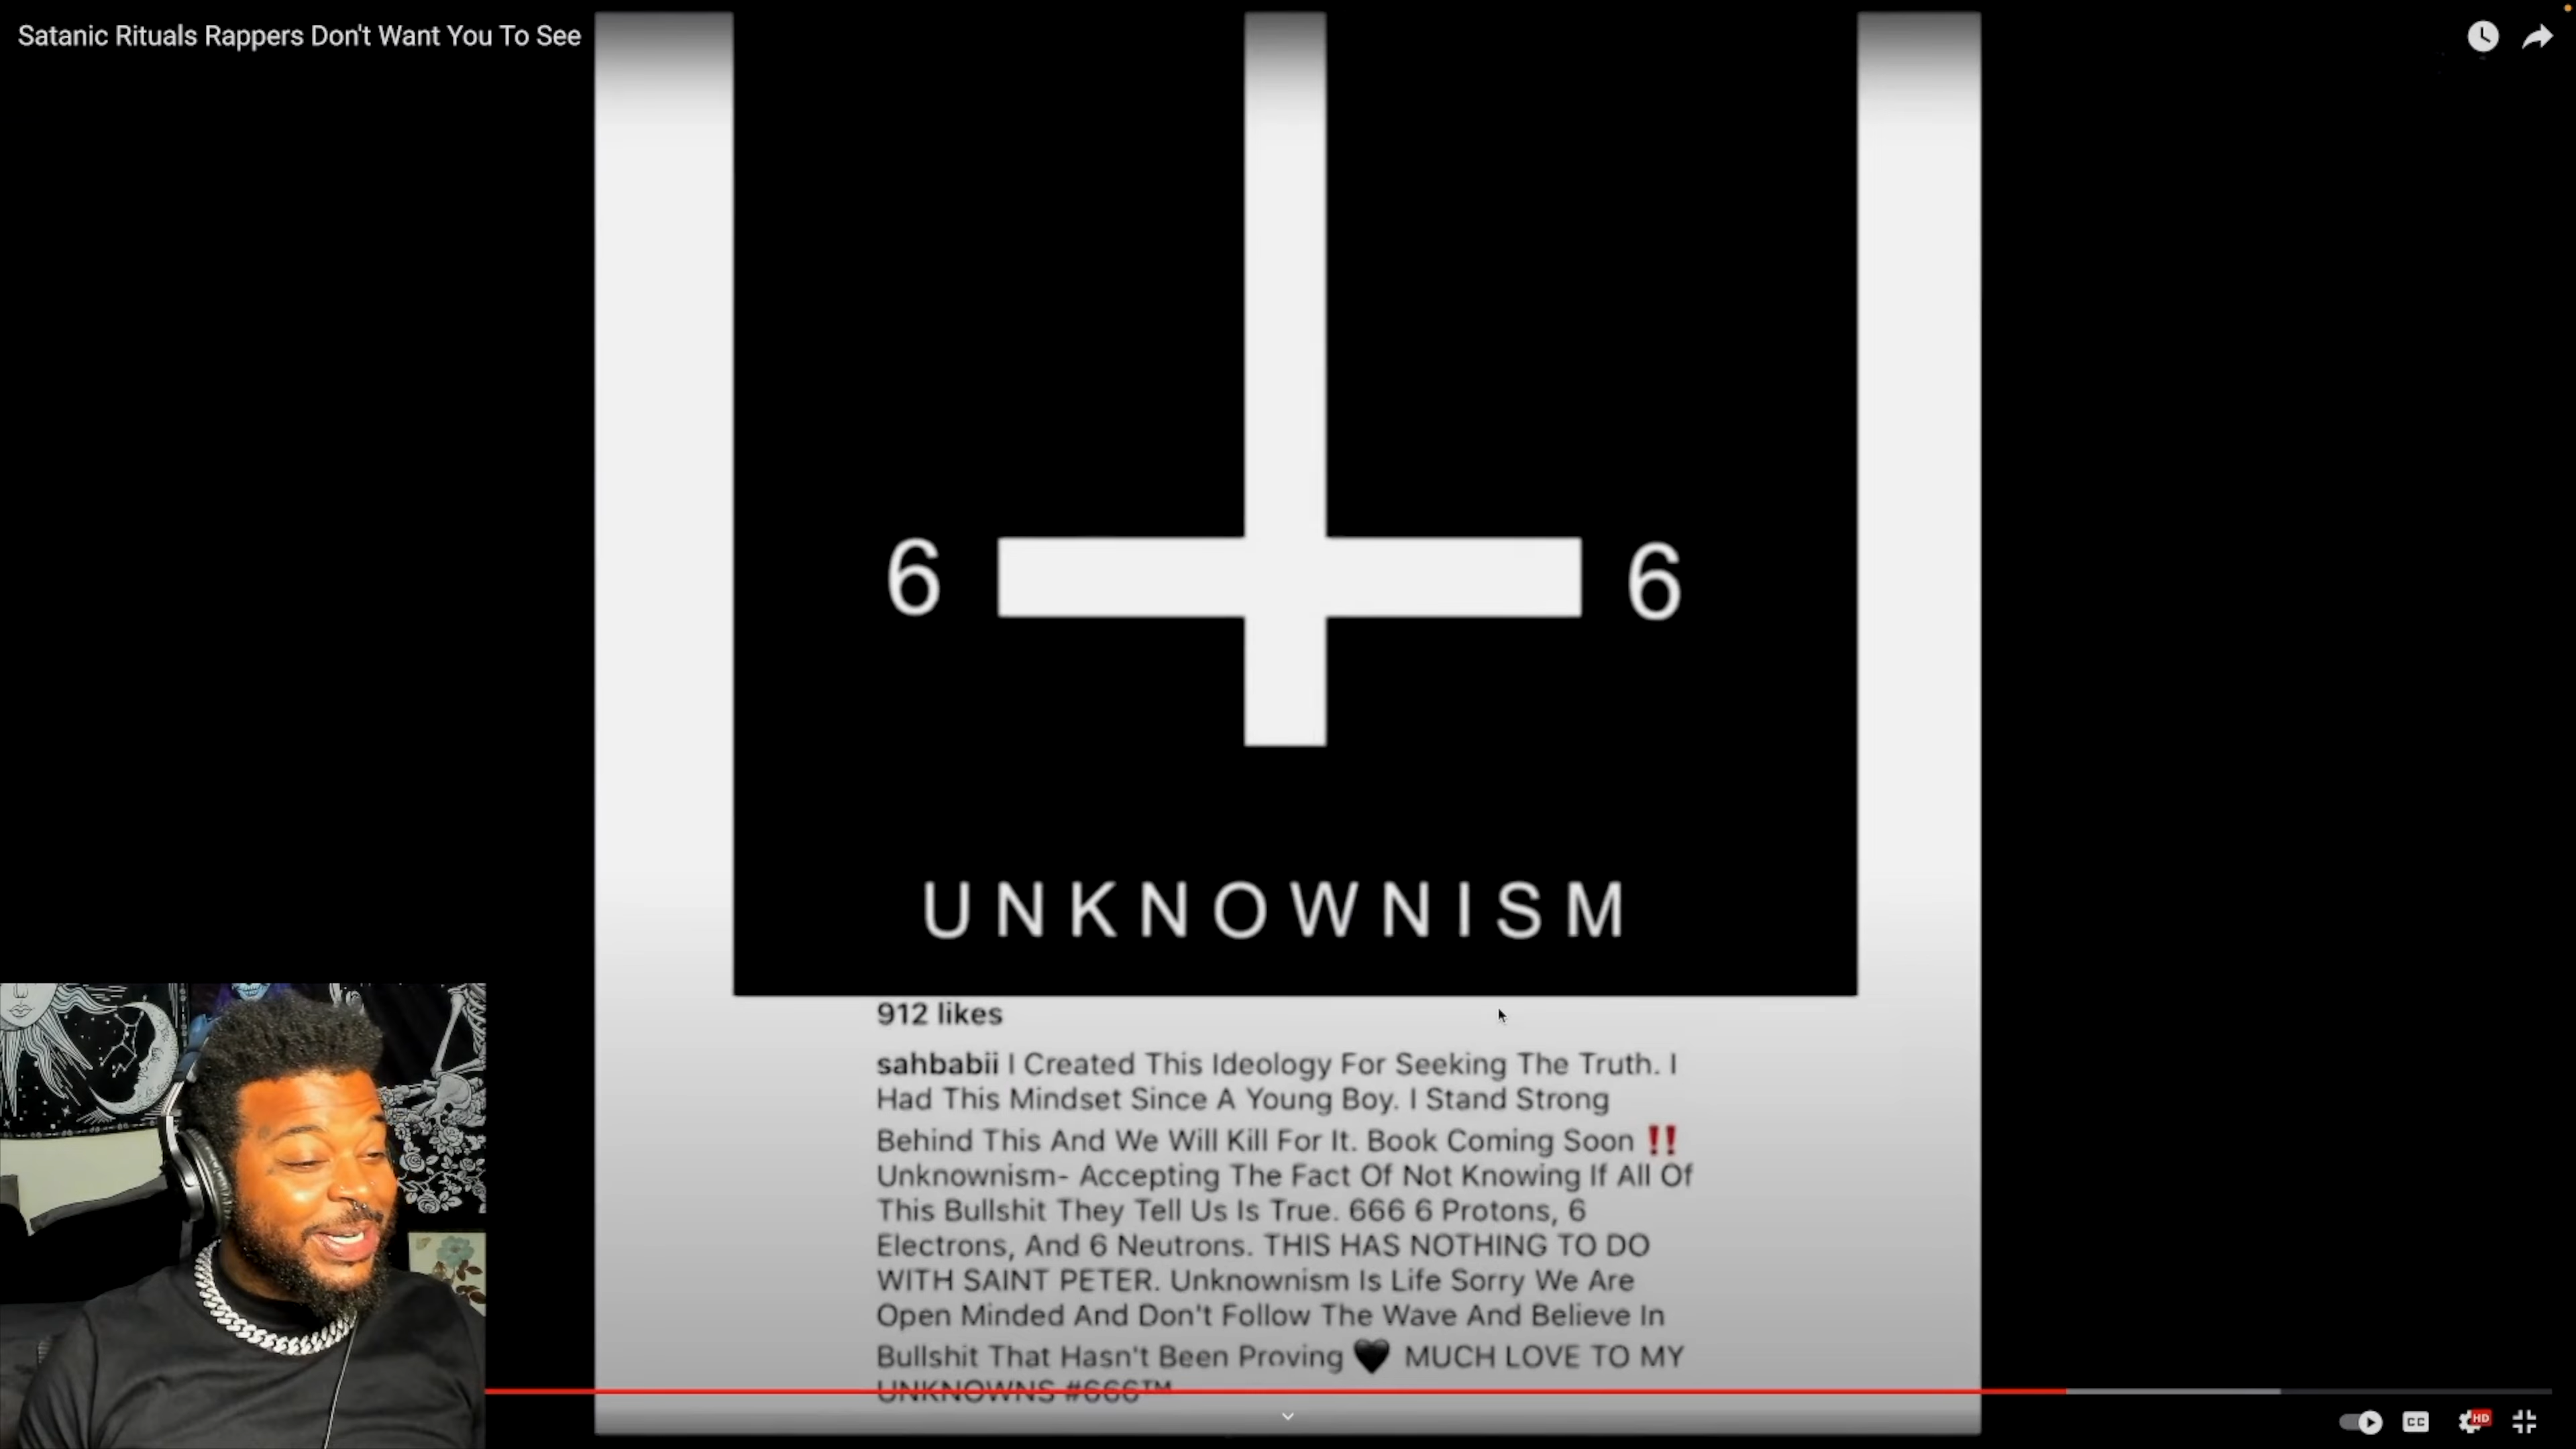 Satanic Rituals Rappers Don't Want You To See
6 6
UNKNOWNISM
912 likes
sahbabii I Created This Ideology For Seeking The Truth. I
Had This Mindset Since A Young Boy. I Stand Strong
Behind This And We Will Kill For It. Book Coming Soon ‼️
Unknownism- Accepting The Fact Of Not Knowing If All Of
This Bullshit They Tell Us Is True. 666 6 Protons, 6
Electrons, And 6 Neutrons. THIS HAS NOTHING TO DO
WITH SAINT PETER. Unknownism Is Life Sorry We Are
Open Minded And Don't Follow The Wave And Believe In
Bullshit That Hasn't Been Proving 🖤 MUCH LOVE TO MY
UNKNOWNS #666™
CC HD